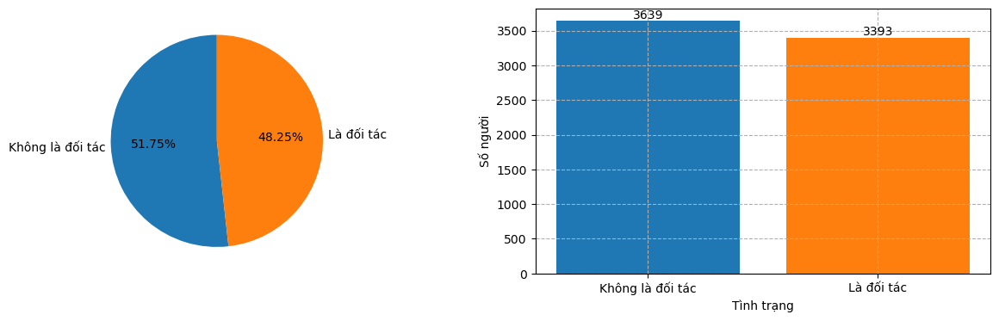 Không là đối tác
51.75%
48.25%
Là đối tác
3639
3393
3500
3000
2500
2000
1500
1000
500
0
Số người
Không là đối tác
Là đối tác
Tình trạng